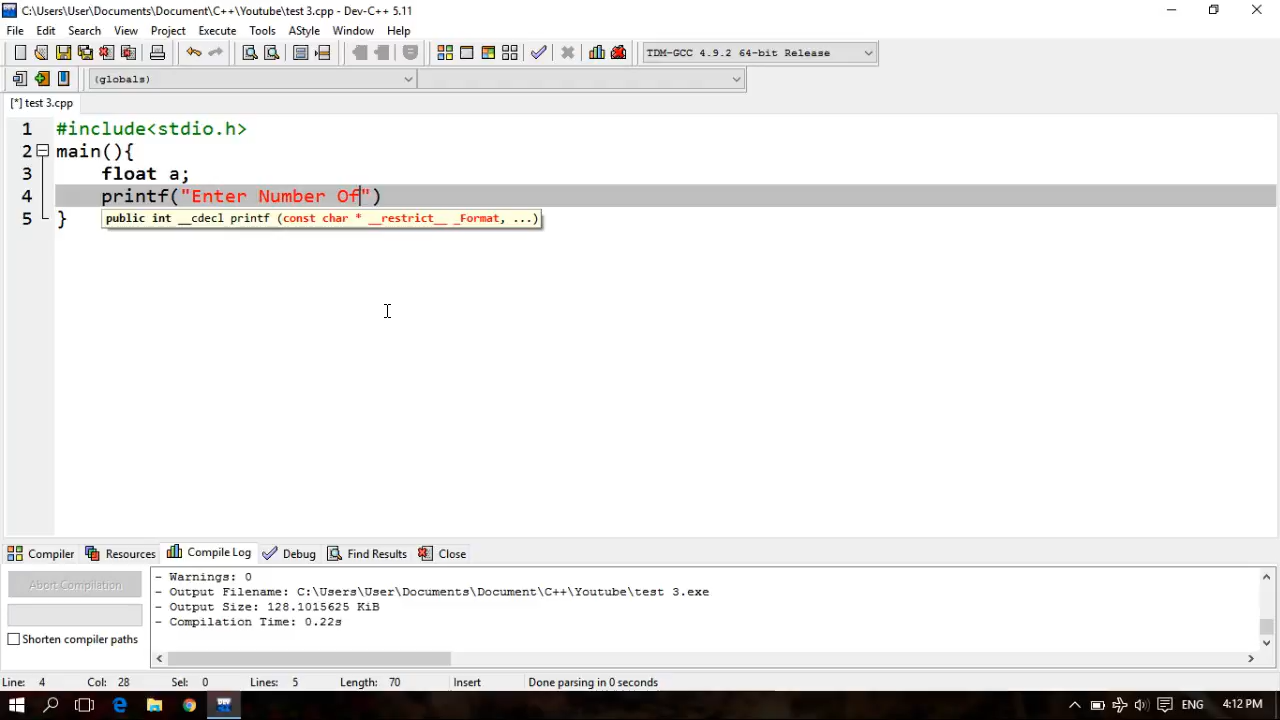 C:\Users\User\Documents\Document\C++\Youtube\test 3.cpp - Dev-C++ 5.11
File Edit Search View Project Execute Tools AStyle Window Help
TDM-GCC 4.9.2 64-bit Release
(globals)
[*] test 3.cpp
1 #include<stdio.h>
2 main(){
3 float a;
4 printf("Enter Number Of")
5 }
public int __cdecl printf (const char * __restrict__ _Format, ...)
Compiler Resources Compile Log Debug Find Results Close
Abort Compilation
Shorten compiler paths
- Warnings: 0
- Output Filename: C:\Users\User\Documents\Document\C++\Youtube\test 3.exe
- Output Size: 128.1015625 KiB
- Compilation Time: 0.22s
Line: 4 Col: 28 Sel: 0 Lines: 5 Length: 70 Insert Done parsing in 0 seconds
DEV ENG 4:12 PM